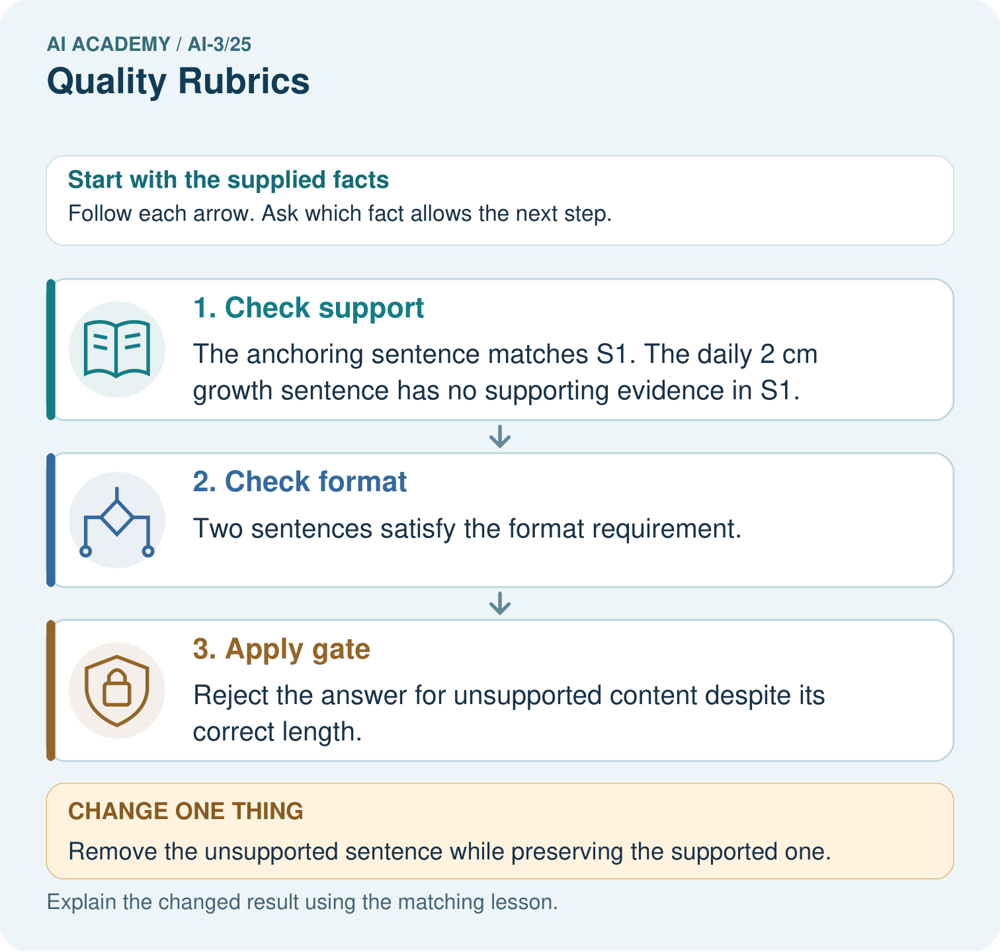 AI ACADEMY / AI-3/25
Quality Rubrics
Start with the supplied facts
Follow each arrow. Ask which fact allows the next step.
1. Check support
The anchoring sentence matches S1. The daily 2 cm
growth sentence has no supporting evidence in S1.
2. Check format
Two sentences satisfy the format requirement.
3. Apply gate
Reject the answer for unsupported content despite its
correct length.
CHANGE ONE THING
Remove the unsupported sentence while preserving the supported one.
Explain the changed result using the matching lesson.